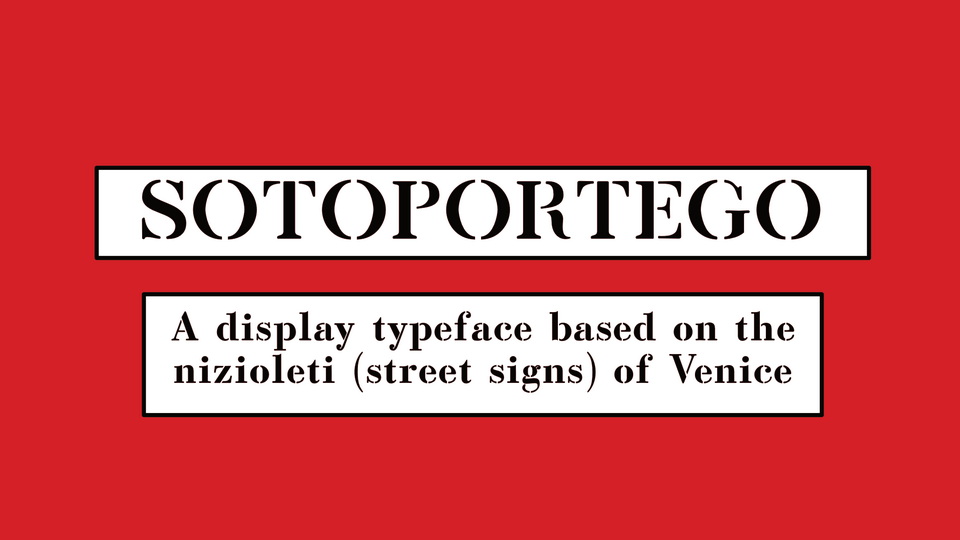 SOTOPORTEGO
A display typeface based on the
nizioleti (street signs) of Venice